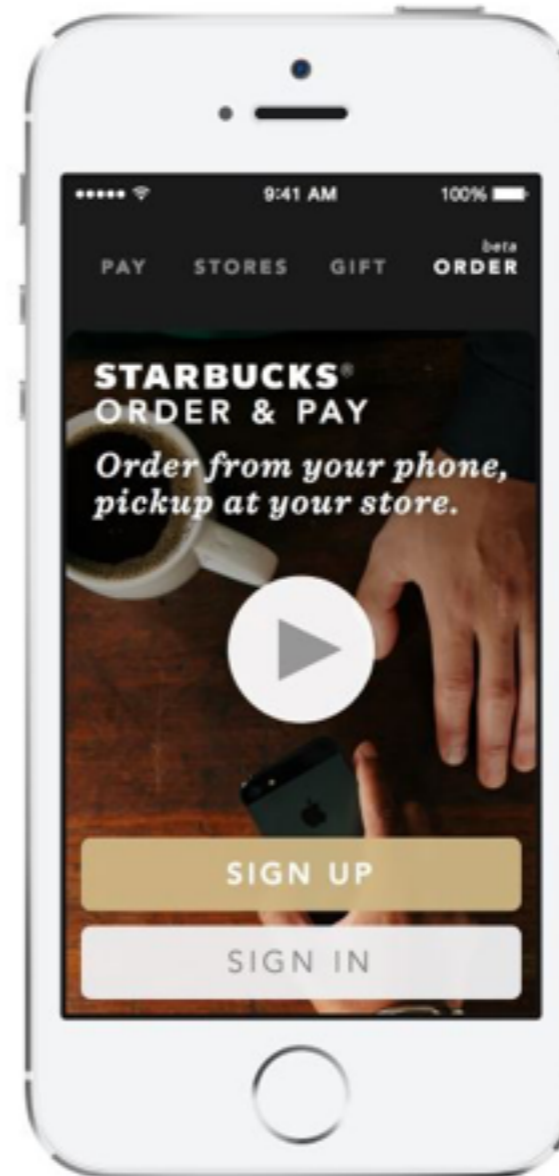 9:41 AM 100%
PAY STORES GIFT beta ORDER
STARBUCKS®
ORDER & PAY
Order from your phone,
pickup at your store.
SIGN UP
SIGN IN